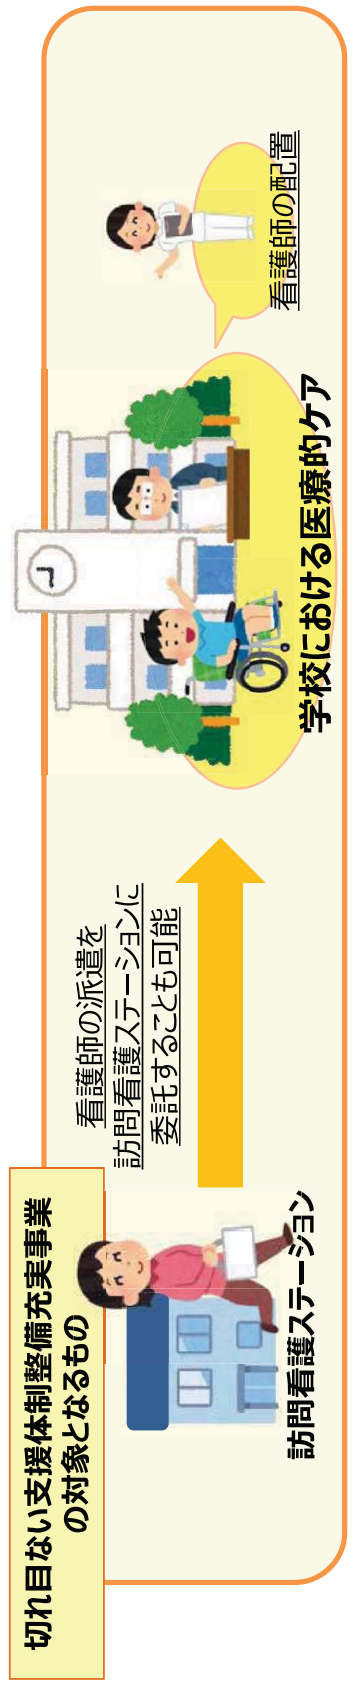 切れ目ない支援体制整備充実事業
の対象となるもの
訪問看護ステーション
看護師の派遣を
訪問看護ステーションに
委託することも可能
学校における医療的ケア
看護師の配置